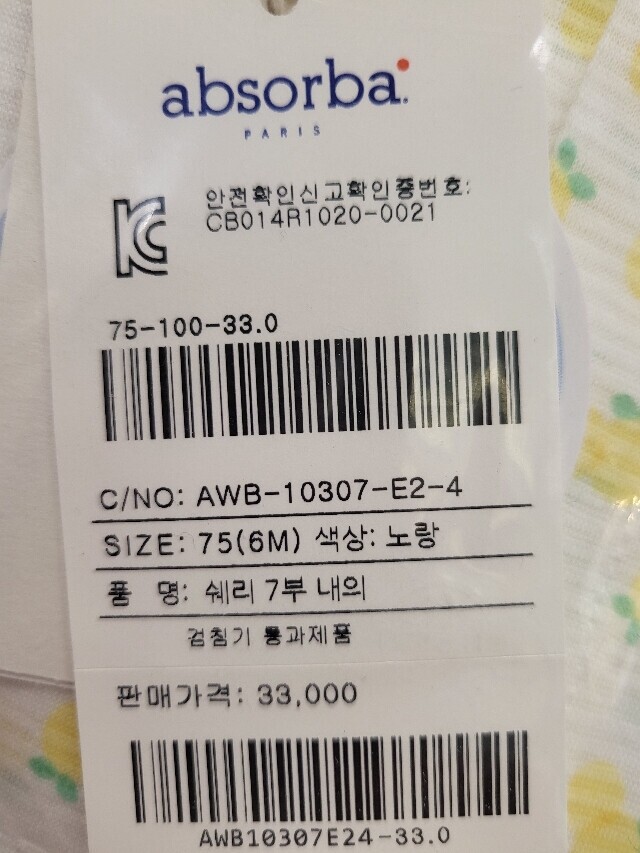 absorba.
PARIS
안전확인신고확인증번호:
CB014R1020-0021
75-100-33.0
C/NO: AWB-10307-E2-4
SIZE: 75(6M) 색상: 노랑
품 명: 쉐리 7부 내의
검침기 통과제품
판매가격: 33,000
AWB10307E24-33.0